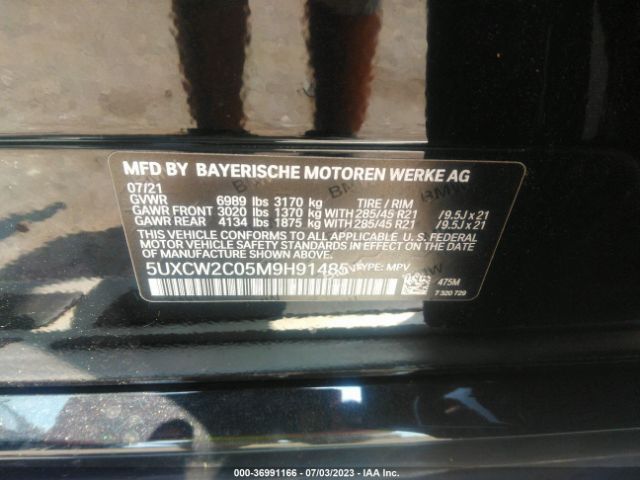 MFD BY BAYERISCHE MOTOREN WERKE AG
07/21
GVWR 6989 lbs 3170 kg TIRE / RIM
GAWR FRONT 3020 lbs 1370 kg WITH 285/45 R21 /9.5J x 21
GAWR REAR 4134 lbs 1875 kg WITH 285/45 R21 /9.5J x 21
THIS VEHICLE CONFORMS TO ALL APPLICABLE U. S. FEDERAL
MOTOR VEHICLE SAFETY STANDARDS IN EFFECT
ON THE DATE OF MANUFACTURE SHOWN ABOVE.
5UXCW2C05M9H91485 TYPE: MPV
475M
7 320 729
000-36991166 - 07/03/2023 - IAA Inc.